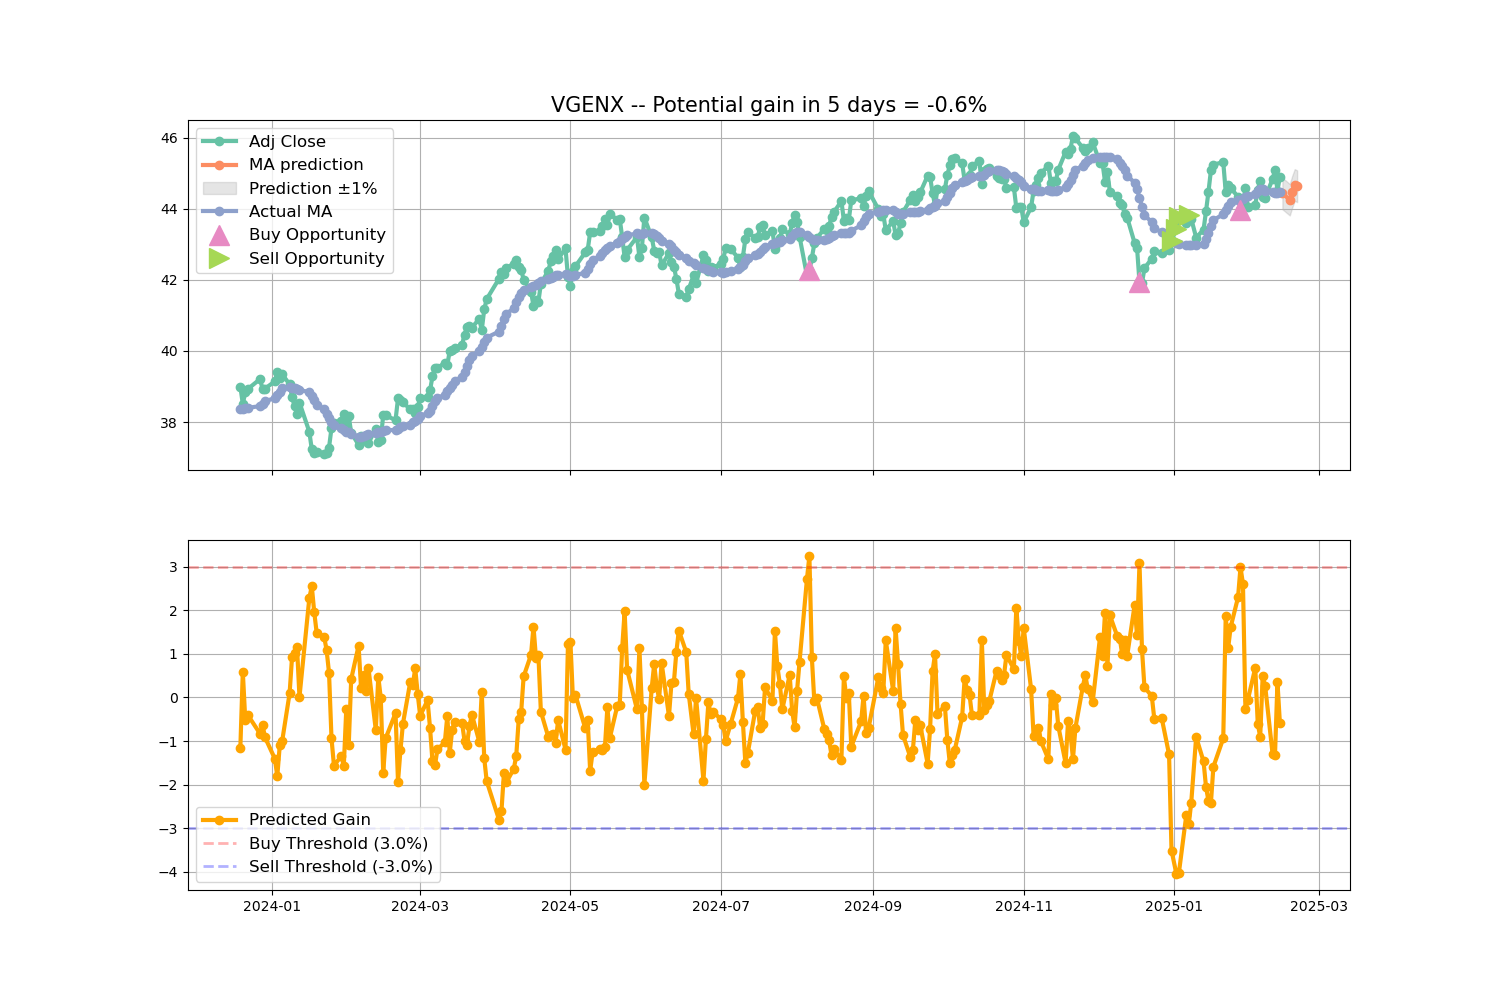 VGENX -- Potential gain in 5 days = -0.6%
46
44
42
40
38
Adj Close
MA prediction
Prediction ±1%
Actual MA
Buy Opportunity
Sell Opportunity
3
2
1
0
−1
−2
−3
−4
Predicted Gain
Buy Threshold (3.0%)
Sell Threshold (-3.0%)
2024-01
2024-03
2024-05
2024-07
2024-09
2024-11
2025-01
2025-03